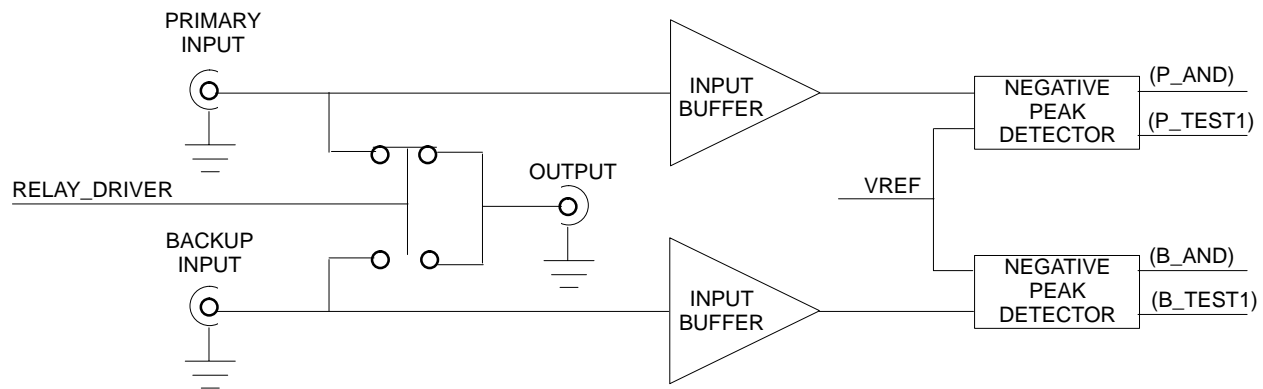 PRIMARY
INPUT
INPUT
BUFFER
NEGATIVE
PEAK
DETECTOR
(P_AND)
(P_TEST1)
RELAY_DRIVER
OUTPUT
VREF
BACKUP
INPUT
INPUT
BUFFER
NEGATIVE
PEAK
DETECTOR
(B_AND)
(B_TEST1)